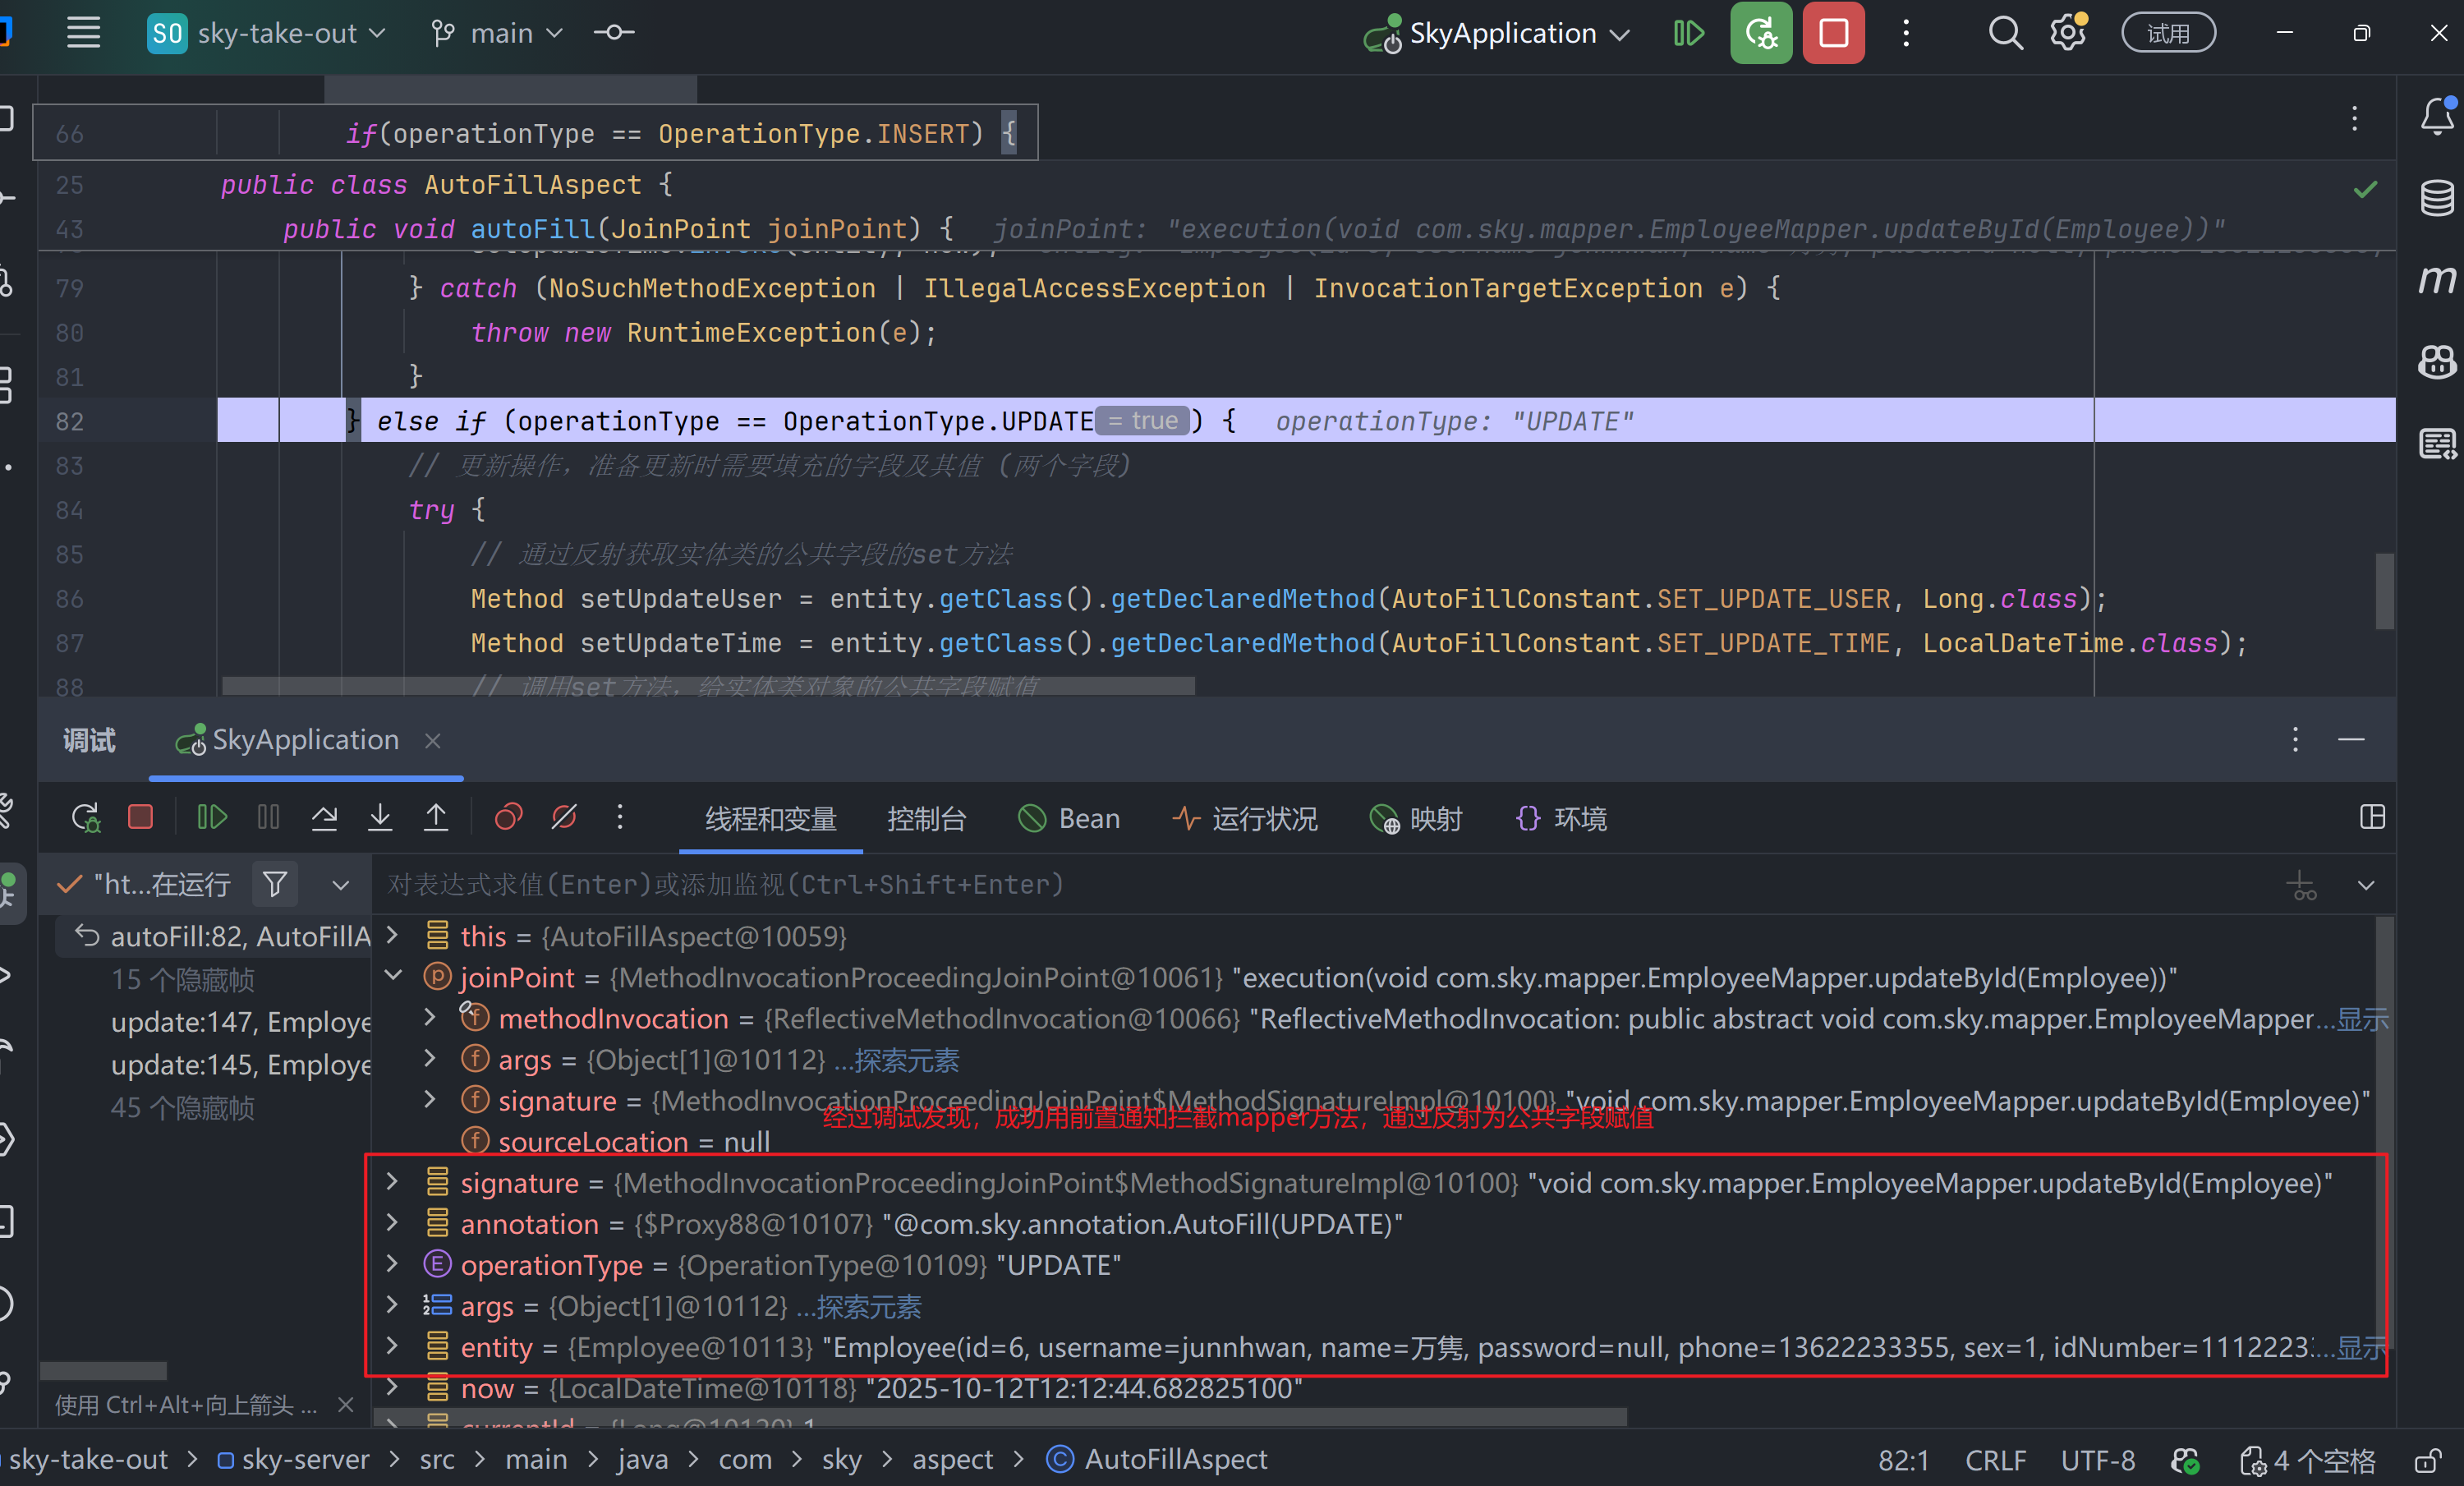 SO sky-take-out main SkyApplication 试用
66 if(operationType == OperationType.INSERT) {
25 public class AutoFillAspect {
43 public void autoFill(JoinPoint joinPoint) { joinPoint: "execution(void com.sky.mapper.EmployeeMapper.updateById(Employee))"
79 } catch (NoSuchMethodException | IllegalAccessException | InvocationTargetException e) {
80 throw new RuntimeException(e);
81 }
82 } else if (operationType == OperationType.UPDATE = true ) { operationType: "UPDATE"
83 // 更新操作，准备更新时需要填充的字段及其值 (两个字段)
84 try {
85 // 通过反射获取实体类的公共字段的set方法
86 Method setUpdateUser = entity.getClass().getDeclaredMethod(AutoFillConstant.SET_UPDATE_USER, Long.class);
87 Method setUpdateTime = entity.getClass().getDeclaredMethod(AutoFillConstant.SET_UPDATE_TIME, LocalDateTime.class);
88 // 调用set方法，给实体类对象的公共字段赋值
调试 SkyApplication
线程和变量 控制台 Bean 运行状况 映射 环境
"ht...在运行
对表达式求值(Enter)或添加监视(Ctrl+Shift+Enter)
autoFill:82, AutoFillA
15 个隐藏帧
update:147, Employe
update:145, Employe
45 个隐藏帧
this = {AutoFillAspect@10059}
joinPoint = {MethodInvocationProceedingJoinPoint@10061} "execution(void com.sky.mapper.EmployeeMapper.updateById(Employee))"
methodInvocation = {ReflectiveMethodInvocation@10066} "ReflectiveMethodInvocation: public abstract void com.sky.mapper.EmployeeMapper...显示
args = {Object[1]@10112} ...探索元素
signature = {MethodInvocationProceedingJoinPoint$MethodSignatureImpl@10100} "void com.sky.mapper.EmployeeMapper.updateById(Employee)"
经过调试发现，成功用前置通知拦截mapper方法，通过反射为公共字段赋值
sourceLocation = null
signature = {MethodInvocationProceedingJoinPoint$MethodSignatureImpl@10100} "void com.sky.mapper.EmployeeMapper.updateById(Employee)"
annotation = {$Proxy88@10107} "@com.sky.annotation.AutoFill(UPDATE)"
operationType = {OperationType@10109} "UPDATE"
args = {Object[1]@10112} ...探索元素
entity = {Employee@10113} "Employee(id=6, username=junnhwan, name=万隽, password=null, phone=13622233355, sex=1, idNumber=1112223...显示
now = {LocalDateTime@10118} "2025-10-12T12:12:44.682825100"
currentId = {Long@10120} 1
使用 Ctrl+Alt+向上箭头 ...
sky-take-out > sky-server > src > main > java > com > sky > aspect > AutoFillAspect 82:1 CRLF UTF-8 4 个空格